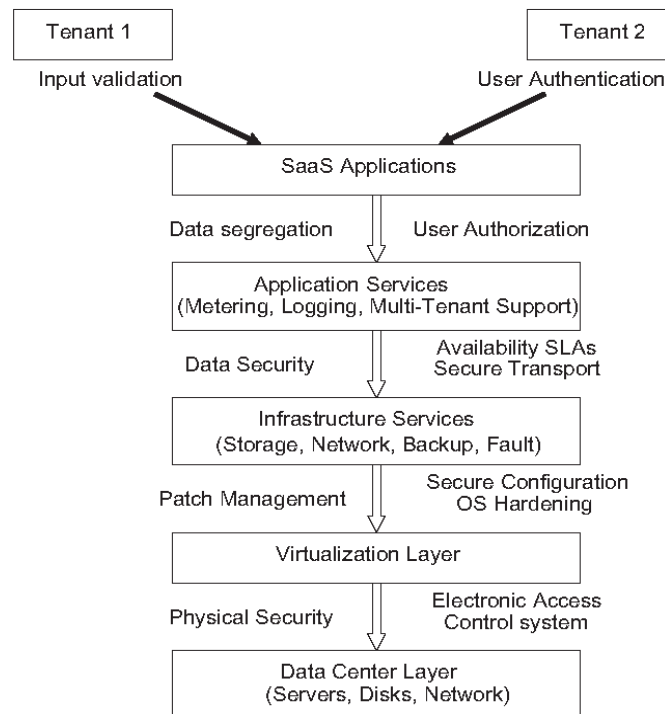 Tenant 1
Tenant 2
Input validation
User Authentication
SaaS Applications
Data segregation
User Authorization
Application Services
(Metering, Logging, Multi-Tenant Support)
Data Security
Availability SLAs
Secure Transport
Infrastructure Services
(Storage, Network, Backup, Fault)
Patch Management
Secure Configuration
OS Hardening
Virtualization Layer
Physical Security
Electronic Access
Control system
Data Center Layer
(Servers, Disks, Network)